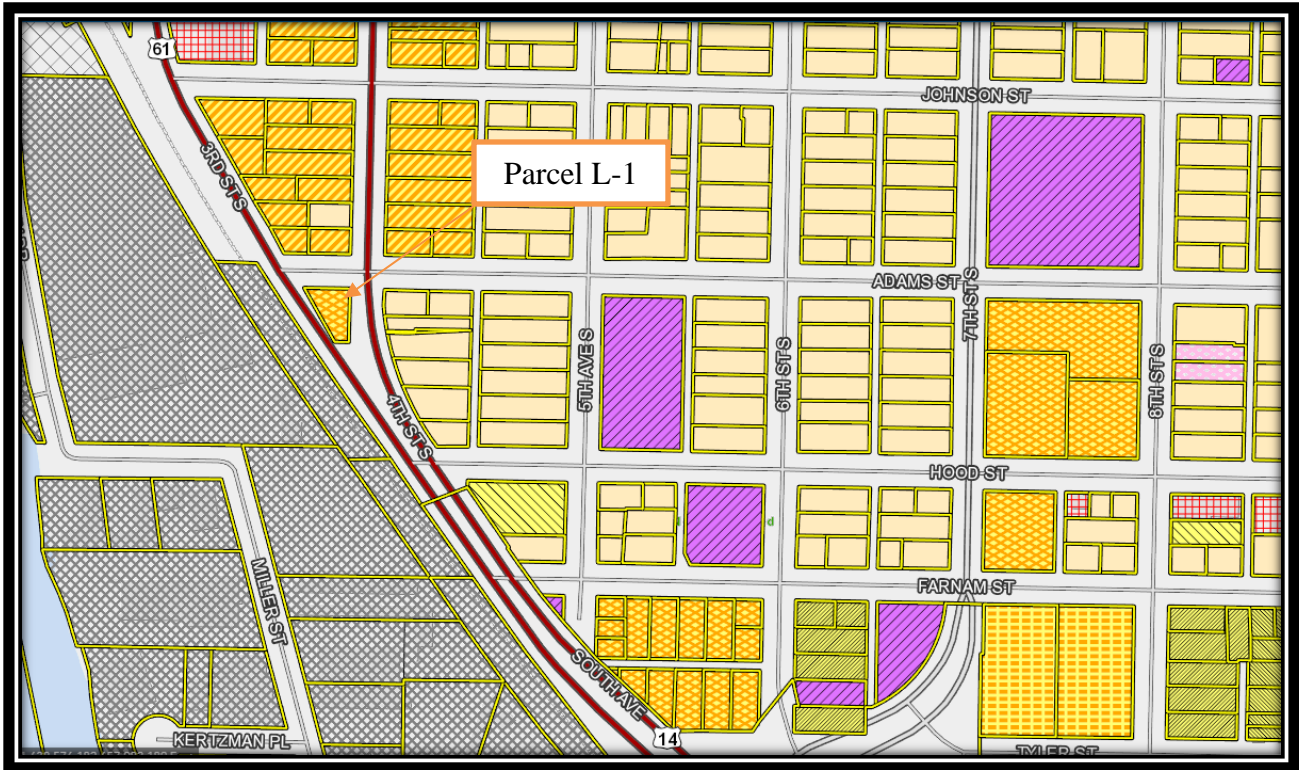 61
JOHNSON ST
3RD ST S
Parcel L-1
ADAMS ST
7TH ST S
5TH AVE S
6TH ST S
8TH ST S
4TH ST S
HOOD ST
d
MILLER ST
FARNAM ST
SOUTH AVE
14
KERTZMAN PL
TYLER ST